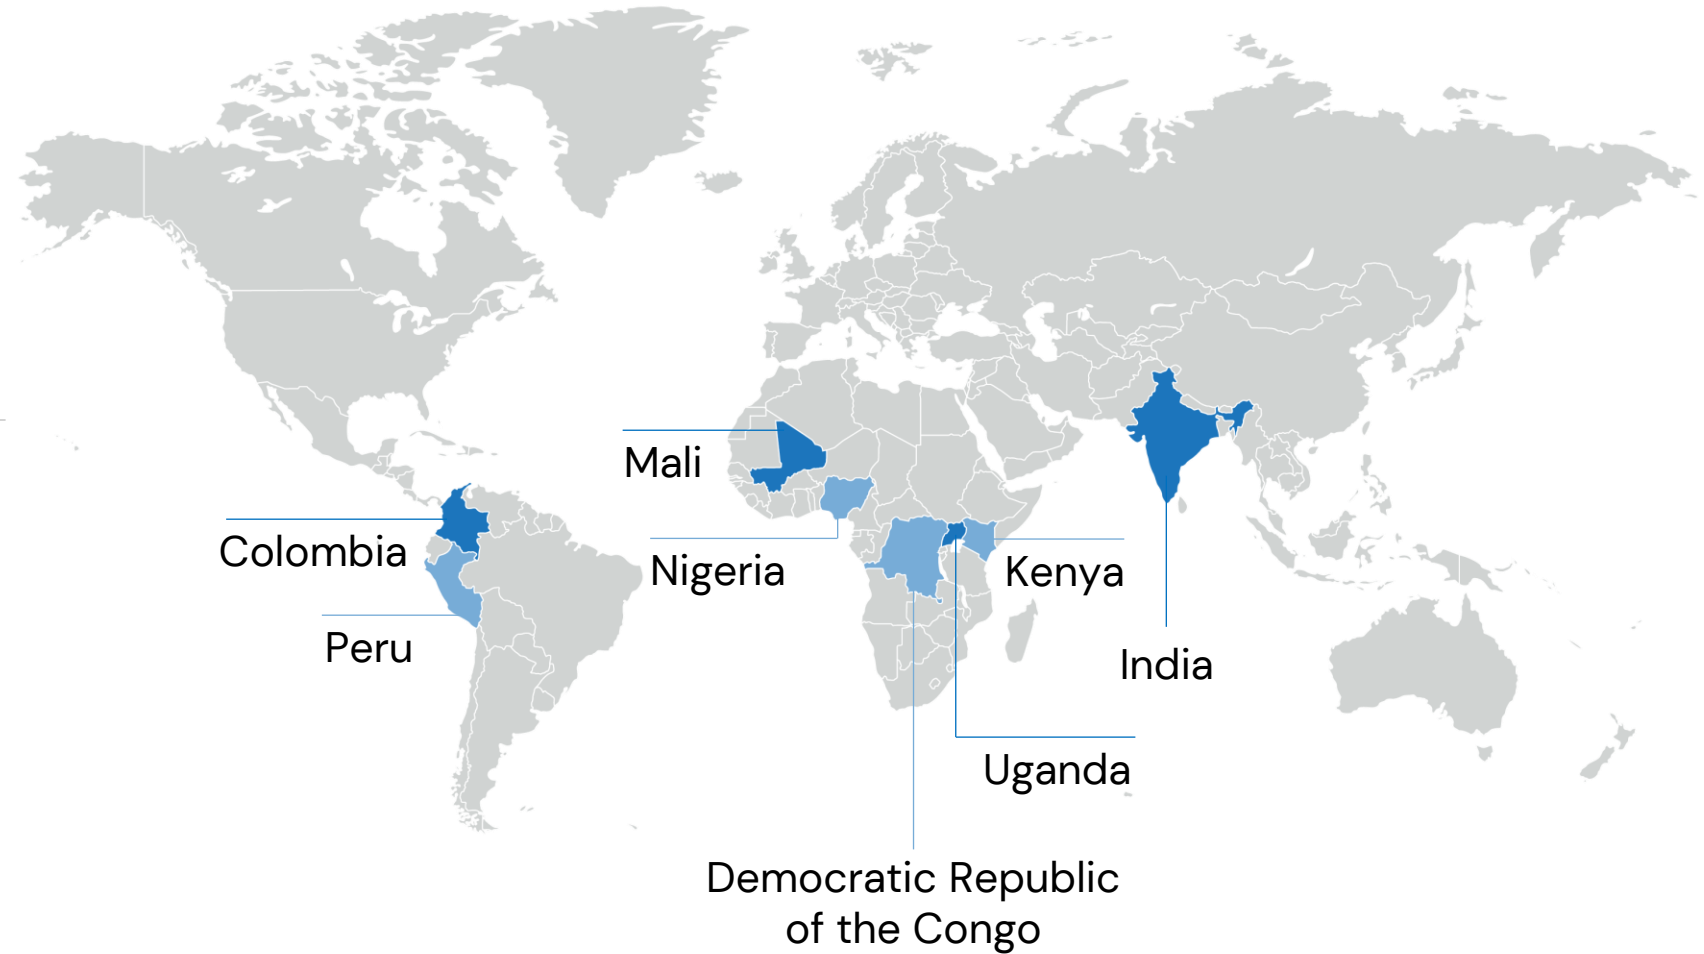 Mali
Colombia
Nigeria
Kenya
Peru
India
Uganda
Democratic Republic
of the Congo